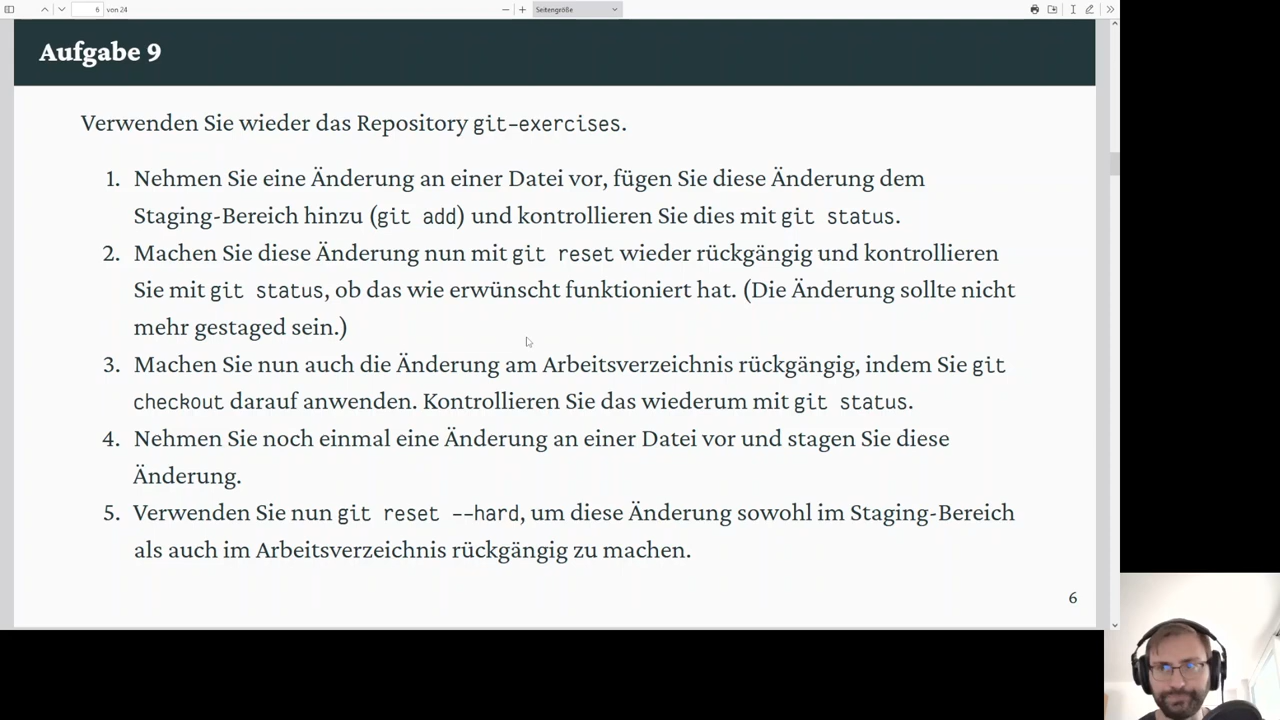 6 von 24 Seitengröße
Aufgabe 9
Verwenden Sie wieder das Repository git-exercises.
1. Nehmen Sie eine Änderung an einer Datei vor, fügen Sie diese Änderung dem
Staging-Bereich hinzu (git add) und kontrollieren Sie dies mit git status.
2. Machen Sie diese Änderung nun mit git reset wieder rückgängig und kontrollieren
Sie mit git status, ob das wie erwünscht funktioniert hat. (Die Änderung sollte nicht
mehr gestaged sein.)
3. Machen Sie nun auch die Änderung am Arbeitsverzeichnis rückgängig, indem Sie git
checkout darauf anwenden. Kontrollieren Sie das wiederum mit git status.
4. Nehmen Sie noch einmal eine Änderung an einer Datei vor und stagen Sie diese
Änderung.
5. Verwenden Sie nun git reset --hard, um diese Änderung sowohl im Staging-Bereich
als auch im Arbeitsverzeichnis rückgängig zu machen.
6